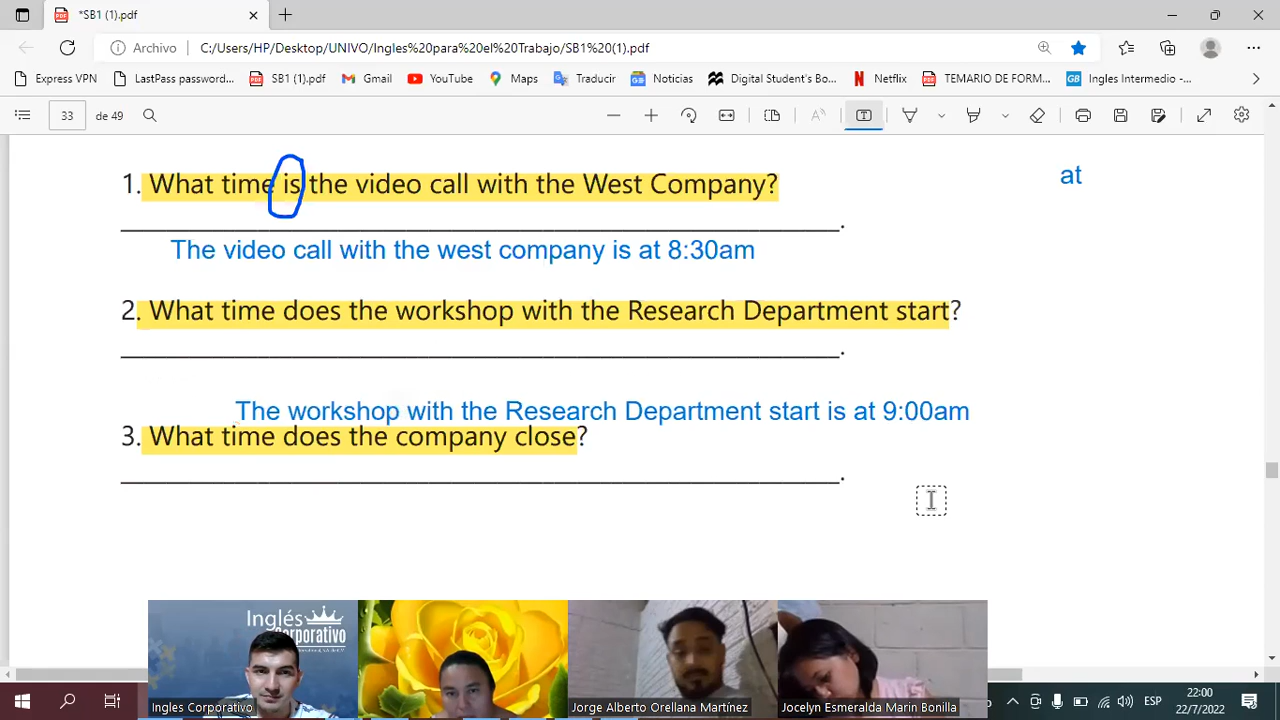 *SB1 (1).pdf
Archivo C:/Users/HP/Desktop/UNIVO/Ingles%20para%20el%20Trabajo/SB1%20(1).pdf
Express VPN LastPass password... SB1 (1).pdf Gmail YouTube Maps Traducir Noticias Digital Student's Bo... Netflix TEMARIO DE FORM... Ingles Intermedio -...
33 de 49
1. What time is the video call with the West Company?
at
________________________________________________.
The video call with the west company is at 8:30am
2. What time does the workshop with the Research Department start?
________________________________________________.
The workshop with the Research Department start is at 9:00am
3. What time does the company close?
________________________________________________.
Inglés
Corporativo
Ingles Corporativo
Jorge Alberto Orellana Martínez
Jocelyn Esmeralda Marin Bonilla
ESP
22:00
22/7/2022